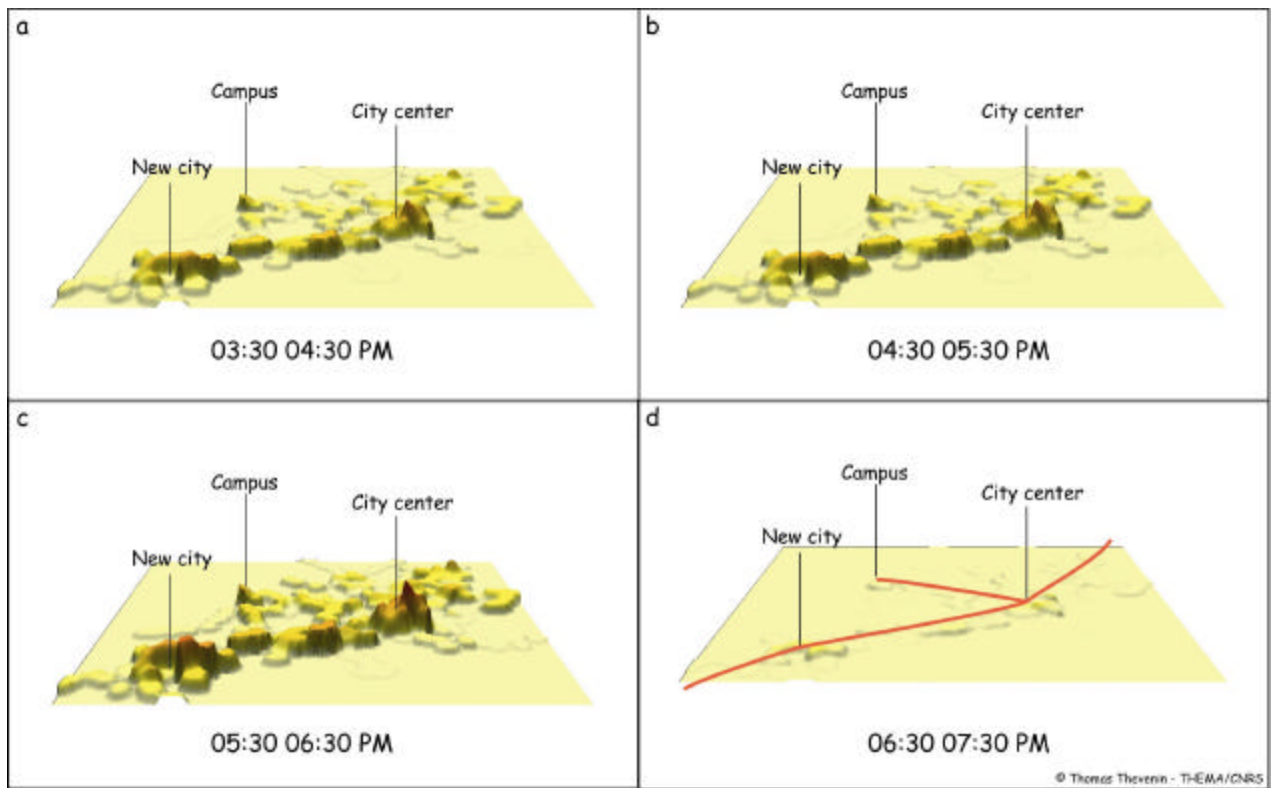 a
Campus
City center
New city
03:30 04:30 PM
b
Campus
City center
New city
04:30 05:30 PM
c
Campus
City center
New city
05:30 06:30 PM
d
Campus
City center
New city
06:30 07:30 PM
© Thomas Thevenin - THEMA/CNRS